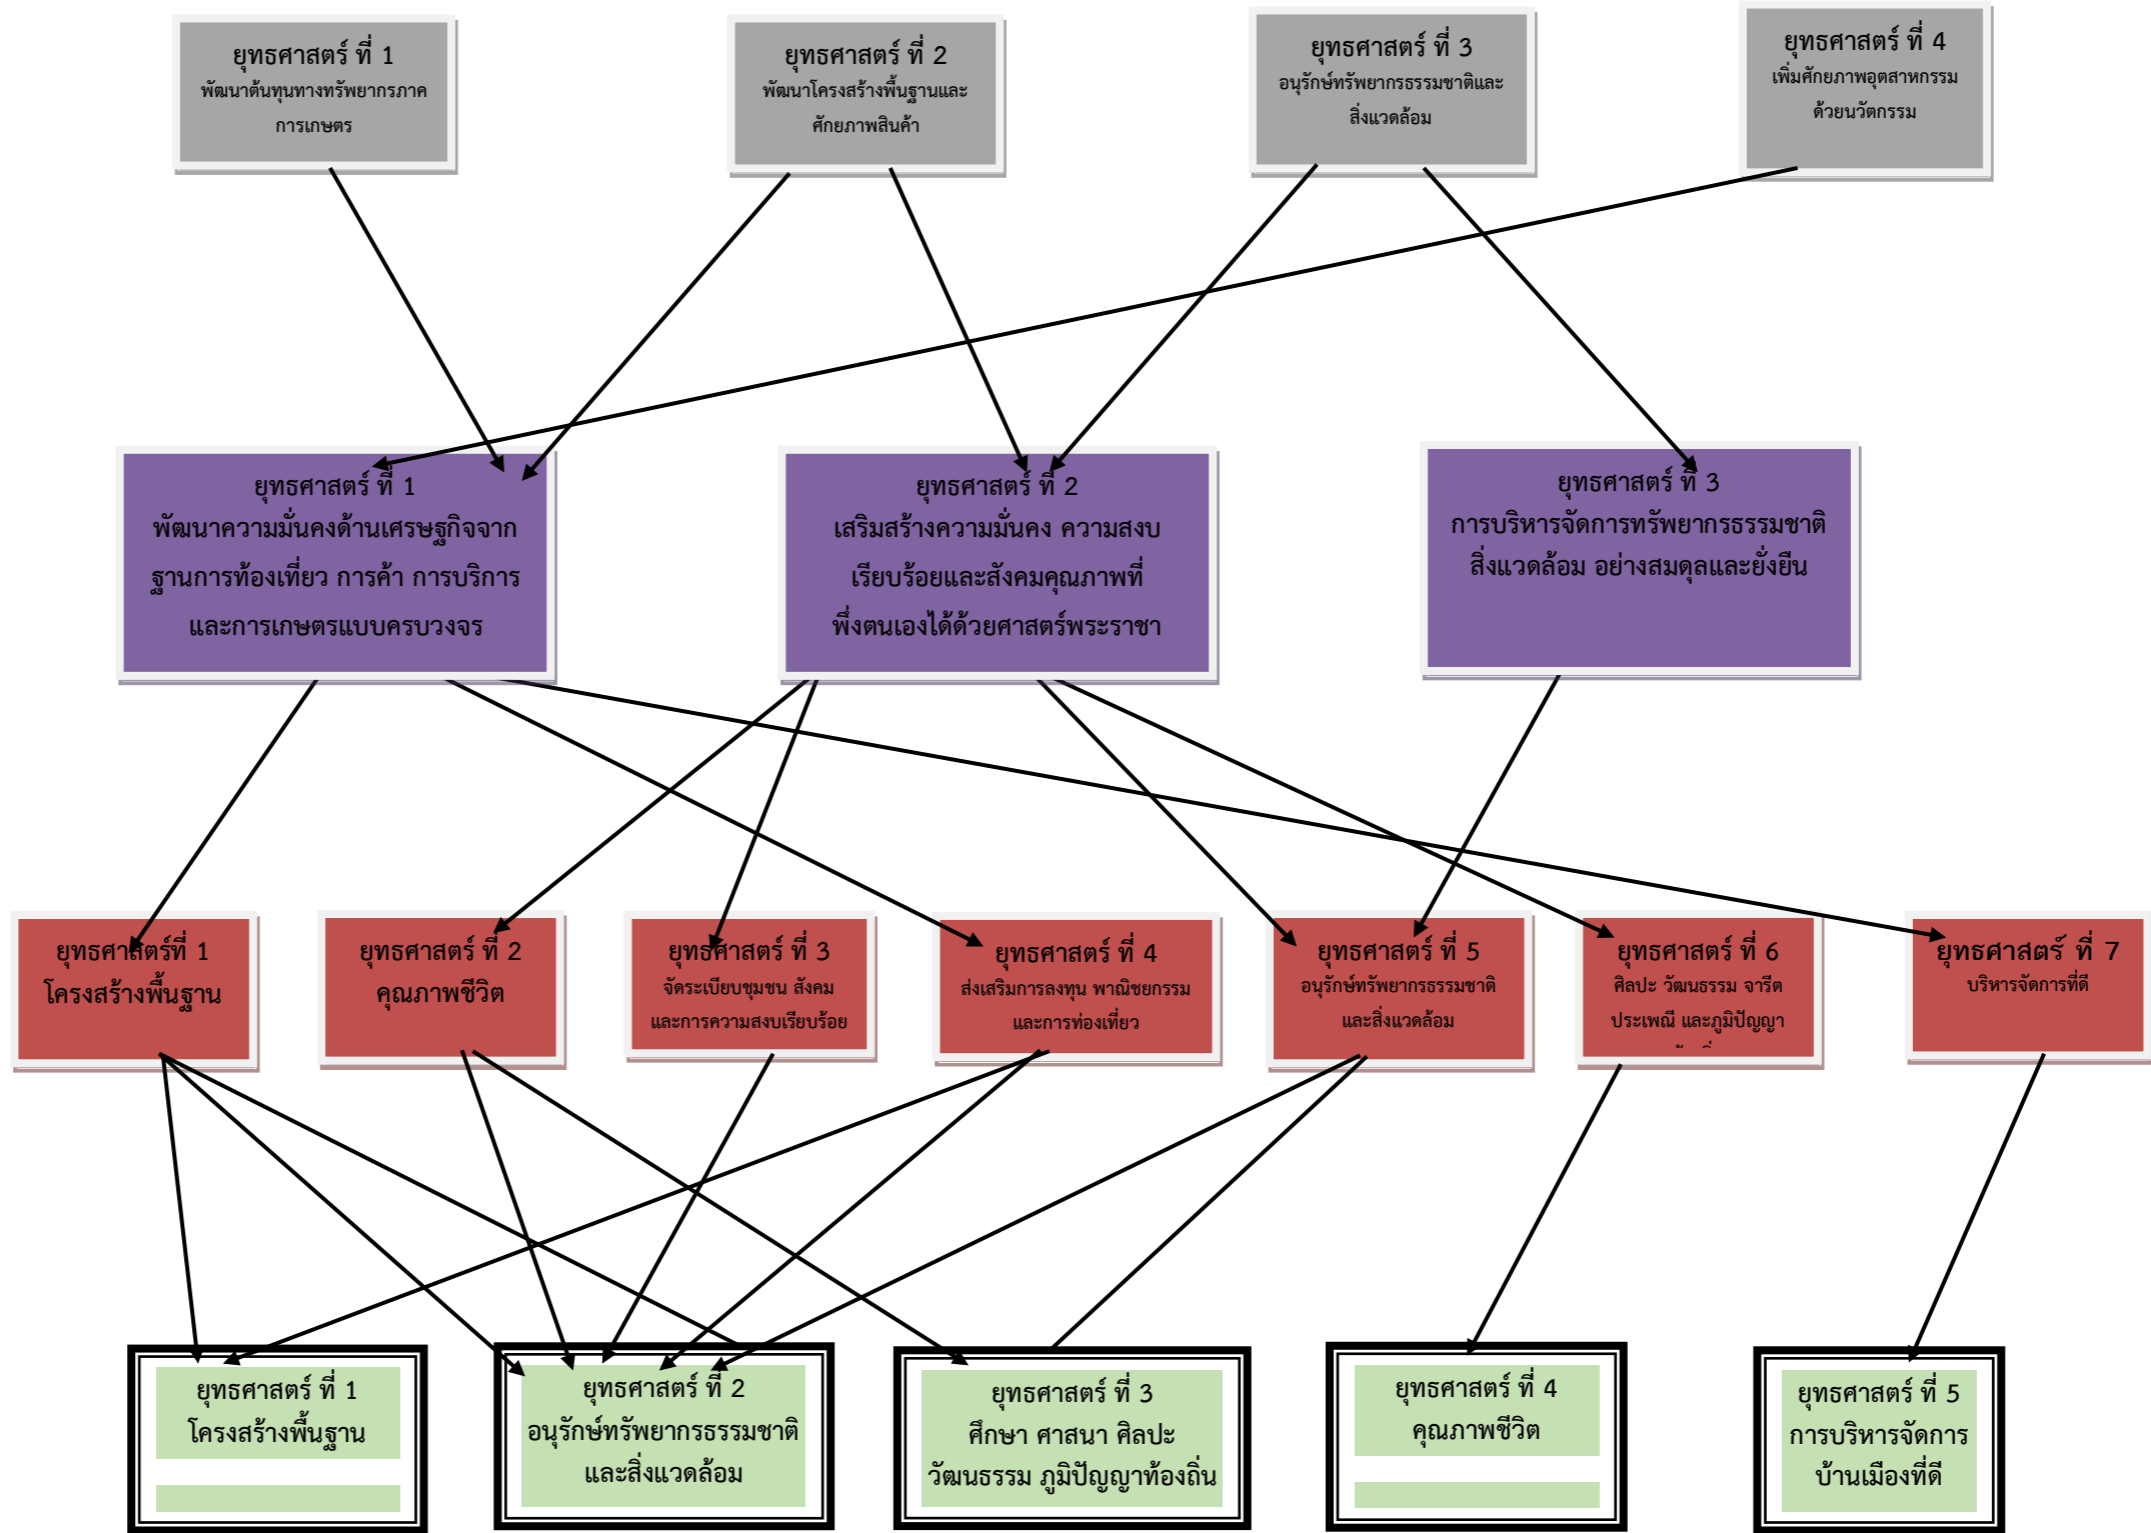 ยุทธศาสตร์ ที่ 1
พัฒนาต้นทุนทางทรัพยากรภาค
การเกษตร
ยุทธศาสตร์ ที่ 2
พัฒนาโครงสร้างพื้นฐานและ
ศักยภาพสินค้า
ยุทธศาสตร์ ที่ 3
อนุรักษ์ทรัพยากรธรรมชาติและ
สิ่งแวดล้อม
ยุทธศาสตร์ ที่ 4
เพิ่มศักยภาพอุตสาหกรรม
ด้วยนวัตกรรม
ยุทธศาสตร์ ที่ 1
พัฒนาความมั่นคงด้านเศรษฐกิจจาก
ฐานการท้องเที่ยว การค้า การบริการ
และการเกษตรแบบครบวงจร
ยุทธศาสตร์ ที่ 2
เสริมสร้างความมั่นคง ความสงบ
เรียบร้อยและสังคมคุณภาพที่
พึ่งตนเองได้ด้วยศาสตร์พระราชา
ยุทธศาสตร์ ที่ 3
การบริหารจัดการทรัพยากรธรรมชาติ
สิ่งแวดล้อม อย่างสมดุลและยั่งยืน
ยุทธศาสตร์ที่ 1
โครงสร้างพื้นฐาน
ยุทธศาสตร์ ที่ 2
คุณภาพชีวิต
ยุทธศาสตร์ ที่ 3
จัดระเบียบชุมชน สังคม
และการความสงบเรียบร้อย
ยุทธศาสตร์ ที่ 4
ส่งเสริมการลงทุน พาณิชยกรรม
และการท่องเที่ยว
ยุทธศาสตร์ ที่ 5
อนุรักษ์ทรัพยากรธรรมชาติ
และสิ่งแวดล้อม
ยุทธศาสตร์ ที่ 6
ศิลปะ วัฒนธรรม จารีต
ประเพณี และภูมิปัญญา
ยุทธศาสตร์ ที่ 7
บริหารจัดการที่ดี
ยุทธศาสตร์ ที่ 1
โครงสร้างพื้นฐาน
ยุทธศาสตร์ ที่ 2
อนุรักษ์ทรัพยากรธรรมชาติ
และสิ่งแวดล้อม
ยุทธศาสตร์ ที่ 3
ศึกษา ศาสนา ศิลปะ
วัฒนธรรม ภูมิปัญญาท้องถิ่น
ยุทธศาสตร์ ที่ 4
คุณภาพชีวิต
ยุทธศาสตร์ ที่ 5
การบริหารจัดการ
บ้านเมืองที่ดี